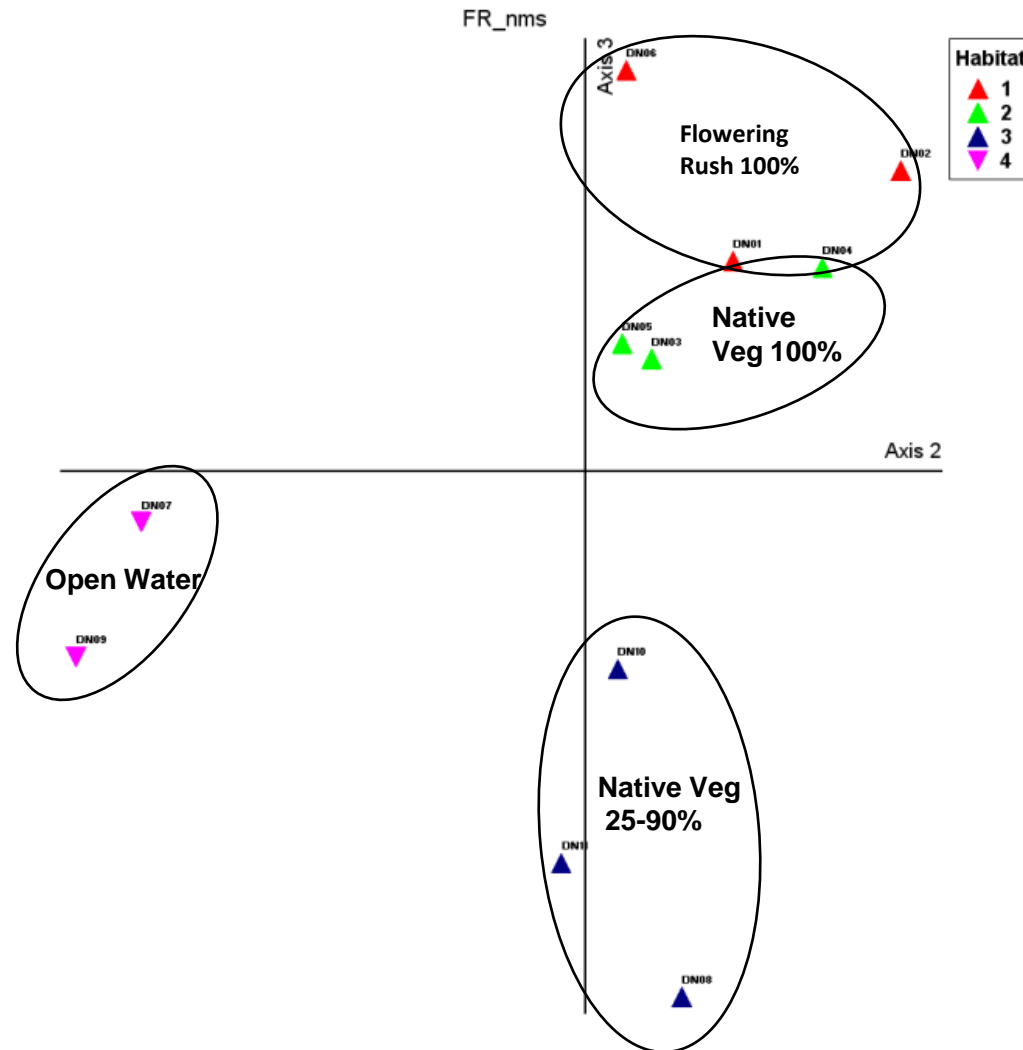 FR_nms
Axis 3
DN06
Habitat
1
2
3
4
Flowering
Rush 100%
DN02
DN01
DN04
Native
Veg 100%
DN05
DN03
Axis 2
DN07
Open Water
DN09
DN10
Native Veg
25-90%
DN11
DN08